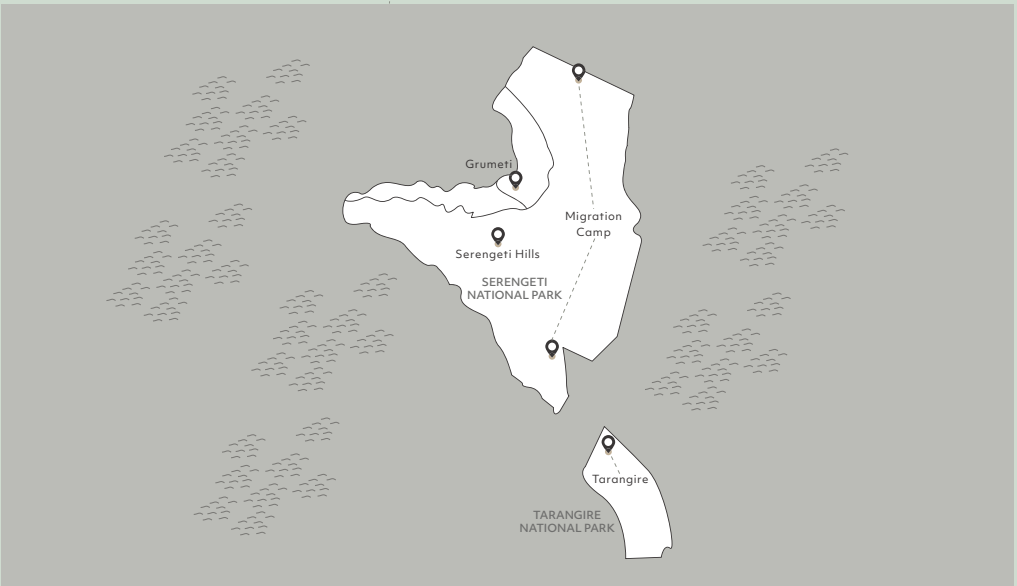 Grumeti
Migration
Camp
Serengeti Hills
SERENGETI
NATIONAL PARK
Tarangire
TARANGIRE
NATIONAL PARK